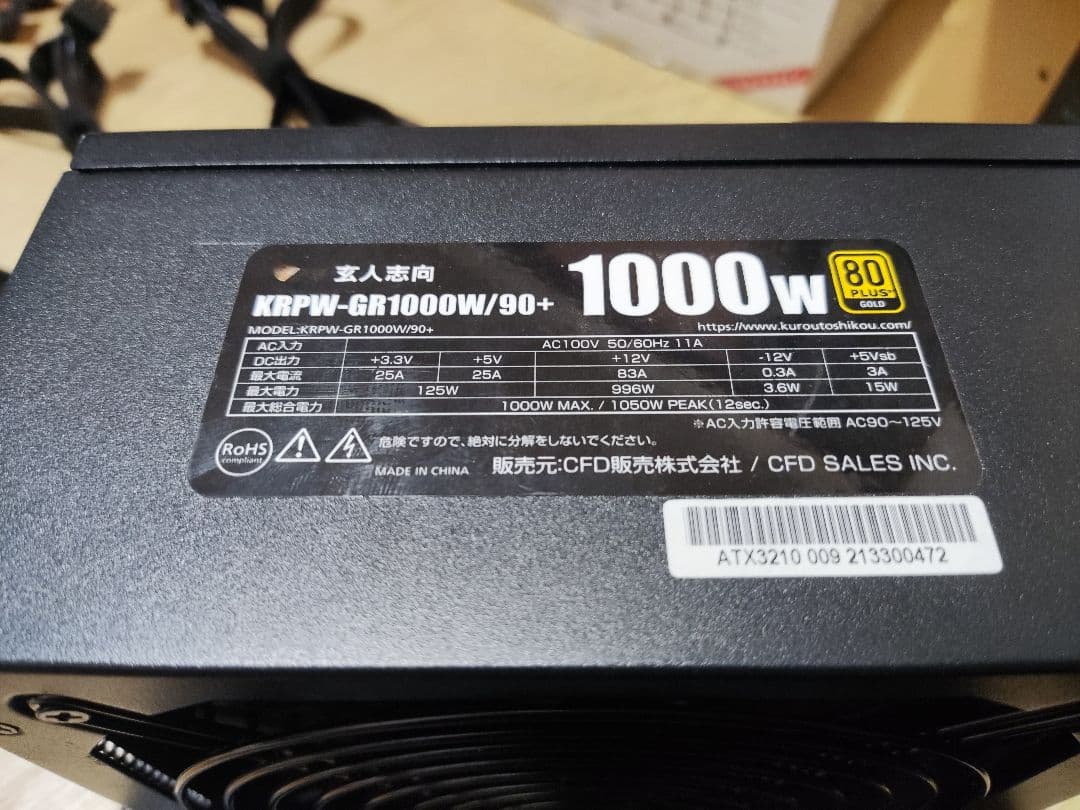 玄人志向
KRPW-GR1000W/90+
1000W
80
PLUS
GOLD
MODEL:KRPW-GR1000W/90+
https://www.kuroutoshikou.com/
AC入力 AC100V 50/60Hz 11A
DC出力 +3.3V +5V +12V -12V +5Vsb
最大電流 25A 25A 83A 0.3A 3A
最大電力 125W 996W 3.6W 15W
最大総合電力 1000W MAX. / 1050W PEAK(12sec.)
※AC入力許容電圧範囲 AC90～125V
RoHS
compliant
危険ですので、絶対に分解をしないでください。
MADE IN CHINA
販売元:CFD販売株式会社 / CFD SALES INC.
ATX3210 009 213300472